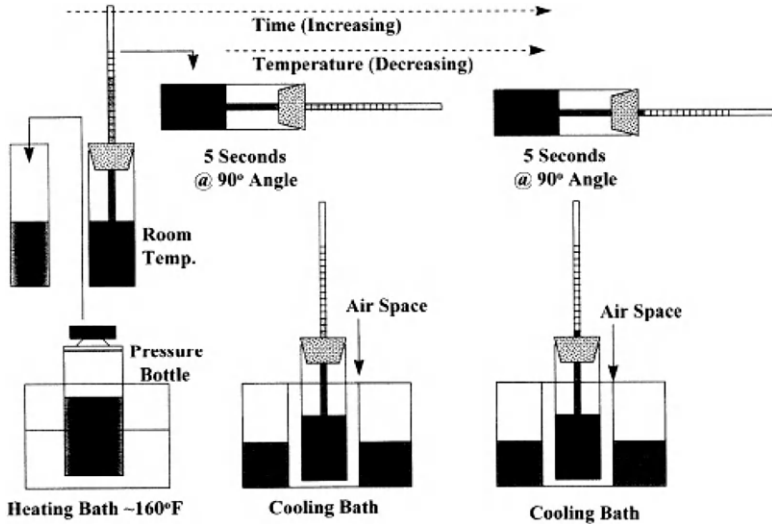 Time (Increasing)
Temperature (Decreasing)
5 Seconds
@ 90° Angle
5 Seconds
@ 90° Angle
Room
Temp.
Air Space
Air Space
Pressure
Bottle
Heating Bath ~160°F
Cooling Bath
Cooling Bath